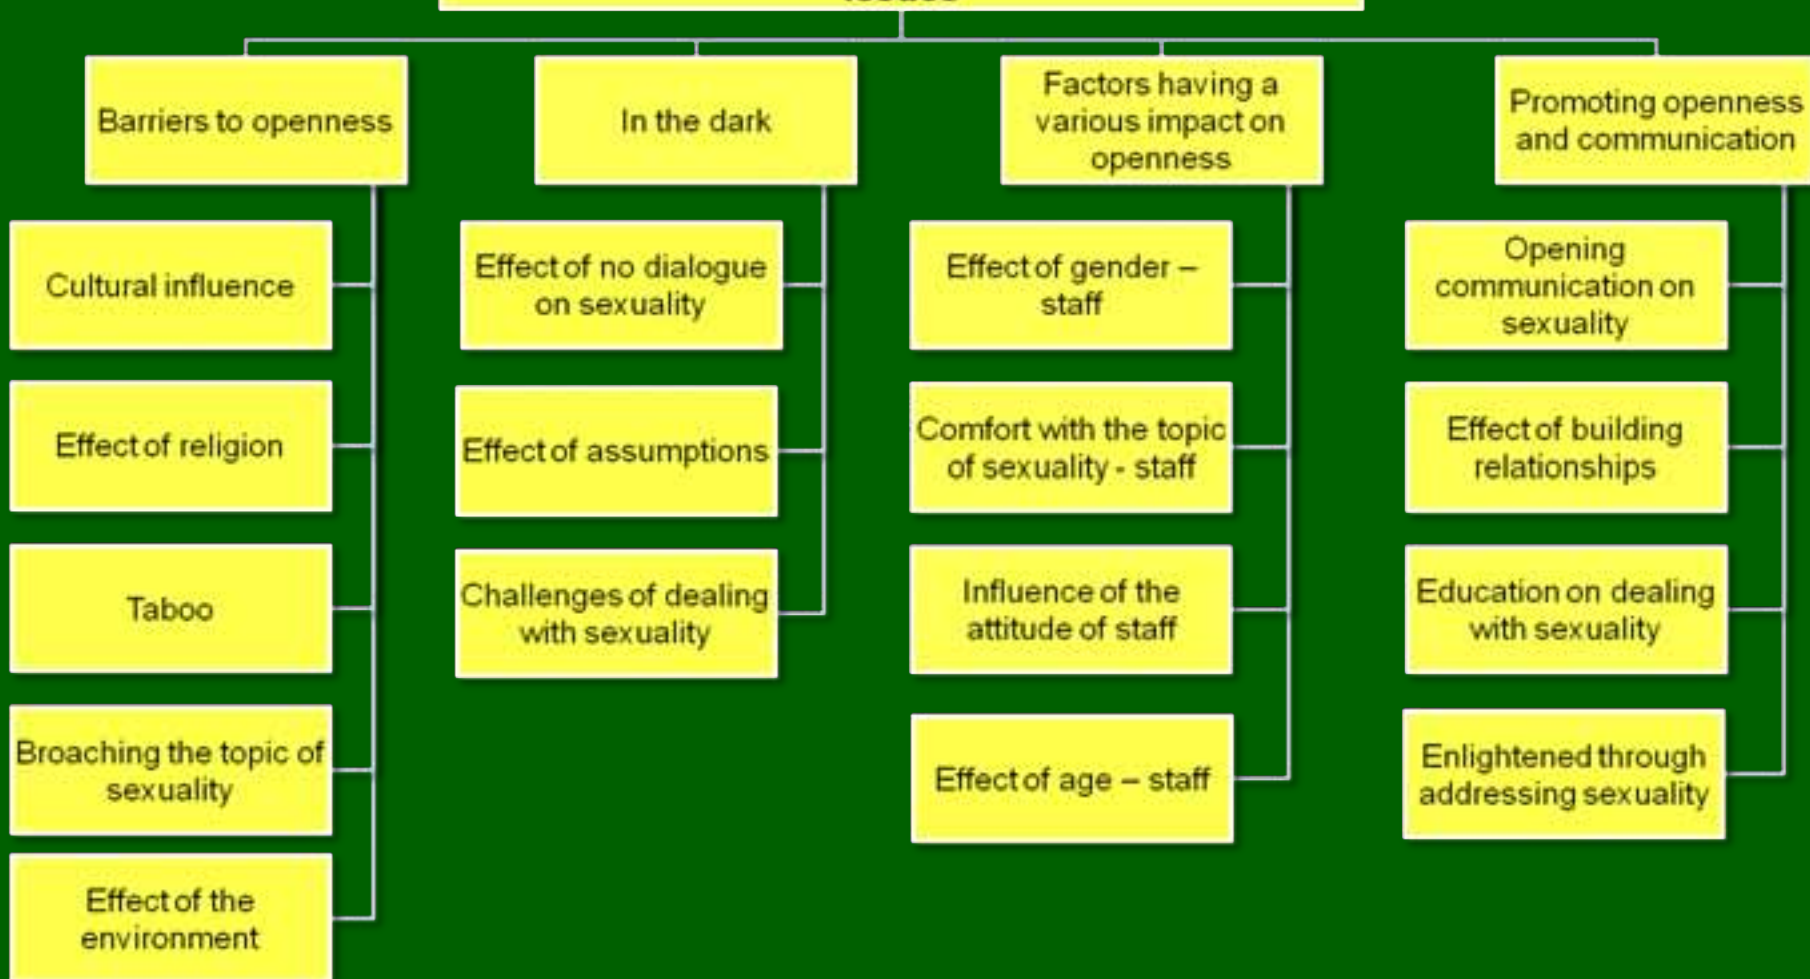 Barriers to openness
Cultural influence
Effect of religion
Taboo
Broaching the topic of
sexuality
Effect of the
environment
In the dark
Effect of no dialogue
on sexuality
Effect of assumptions
Challenges of dealing
with sexuality
Factors having a
various impact on
openness
Effect of gender –
staff
Comfort with the topic
of sexuality - staff
Influence of the
attitude of staff
Effect of age – staff
Promoting openness
and communication
Opening
communication on
sexuality
Effect of building
relationships
Education on dealing
with sexuality
Enlightened through
addressing sexuality